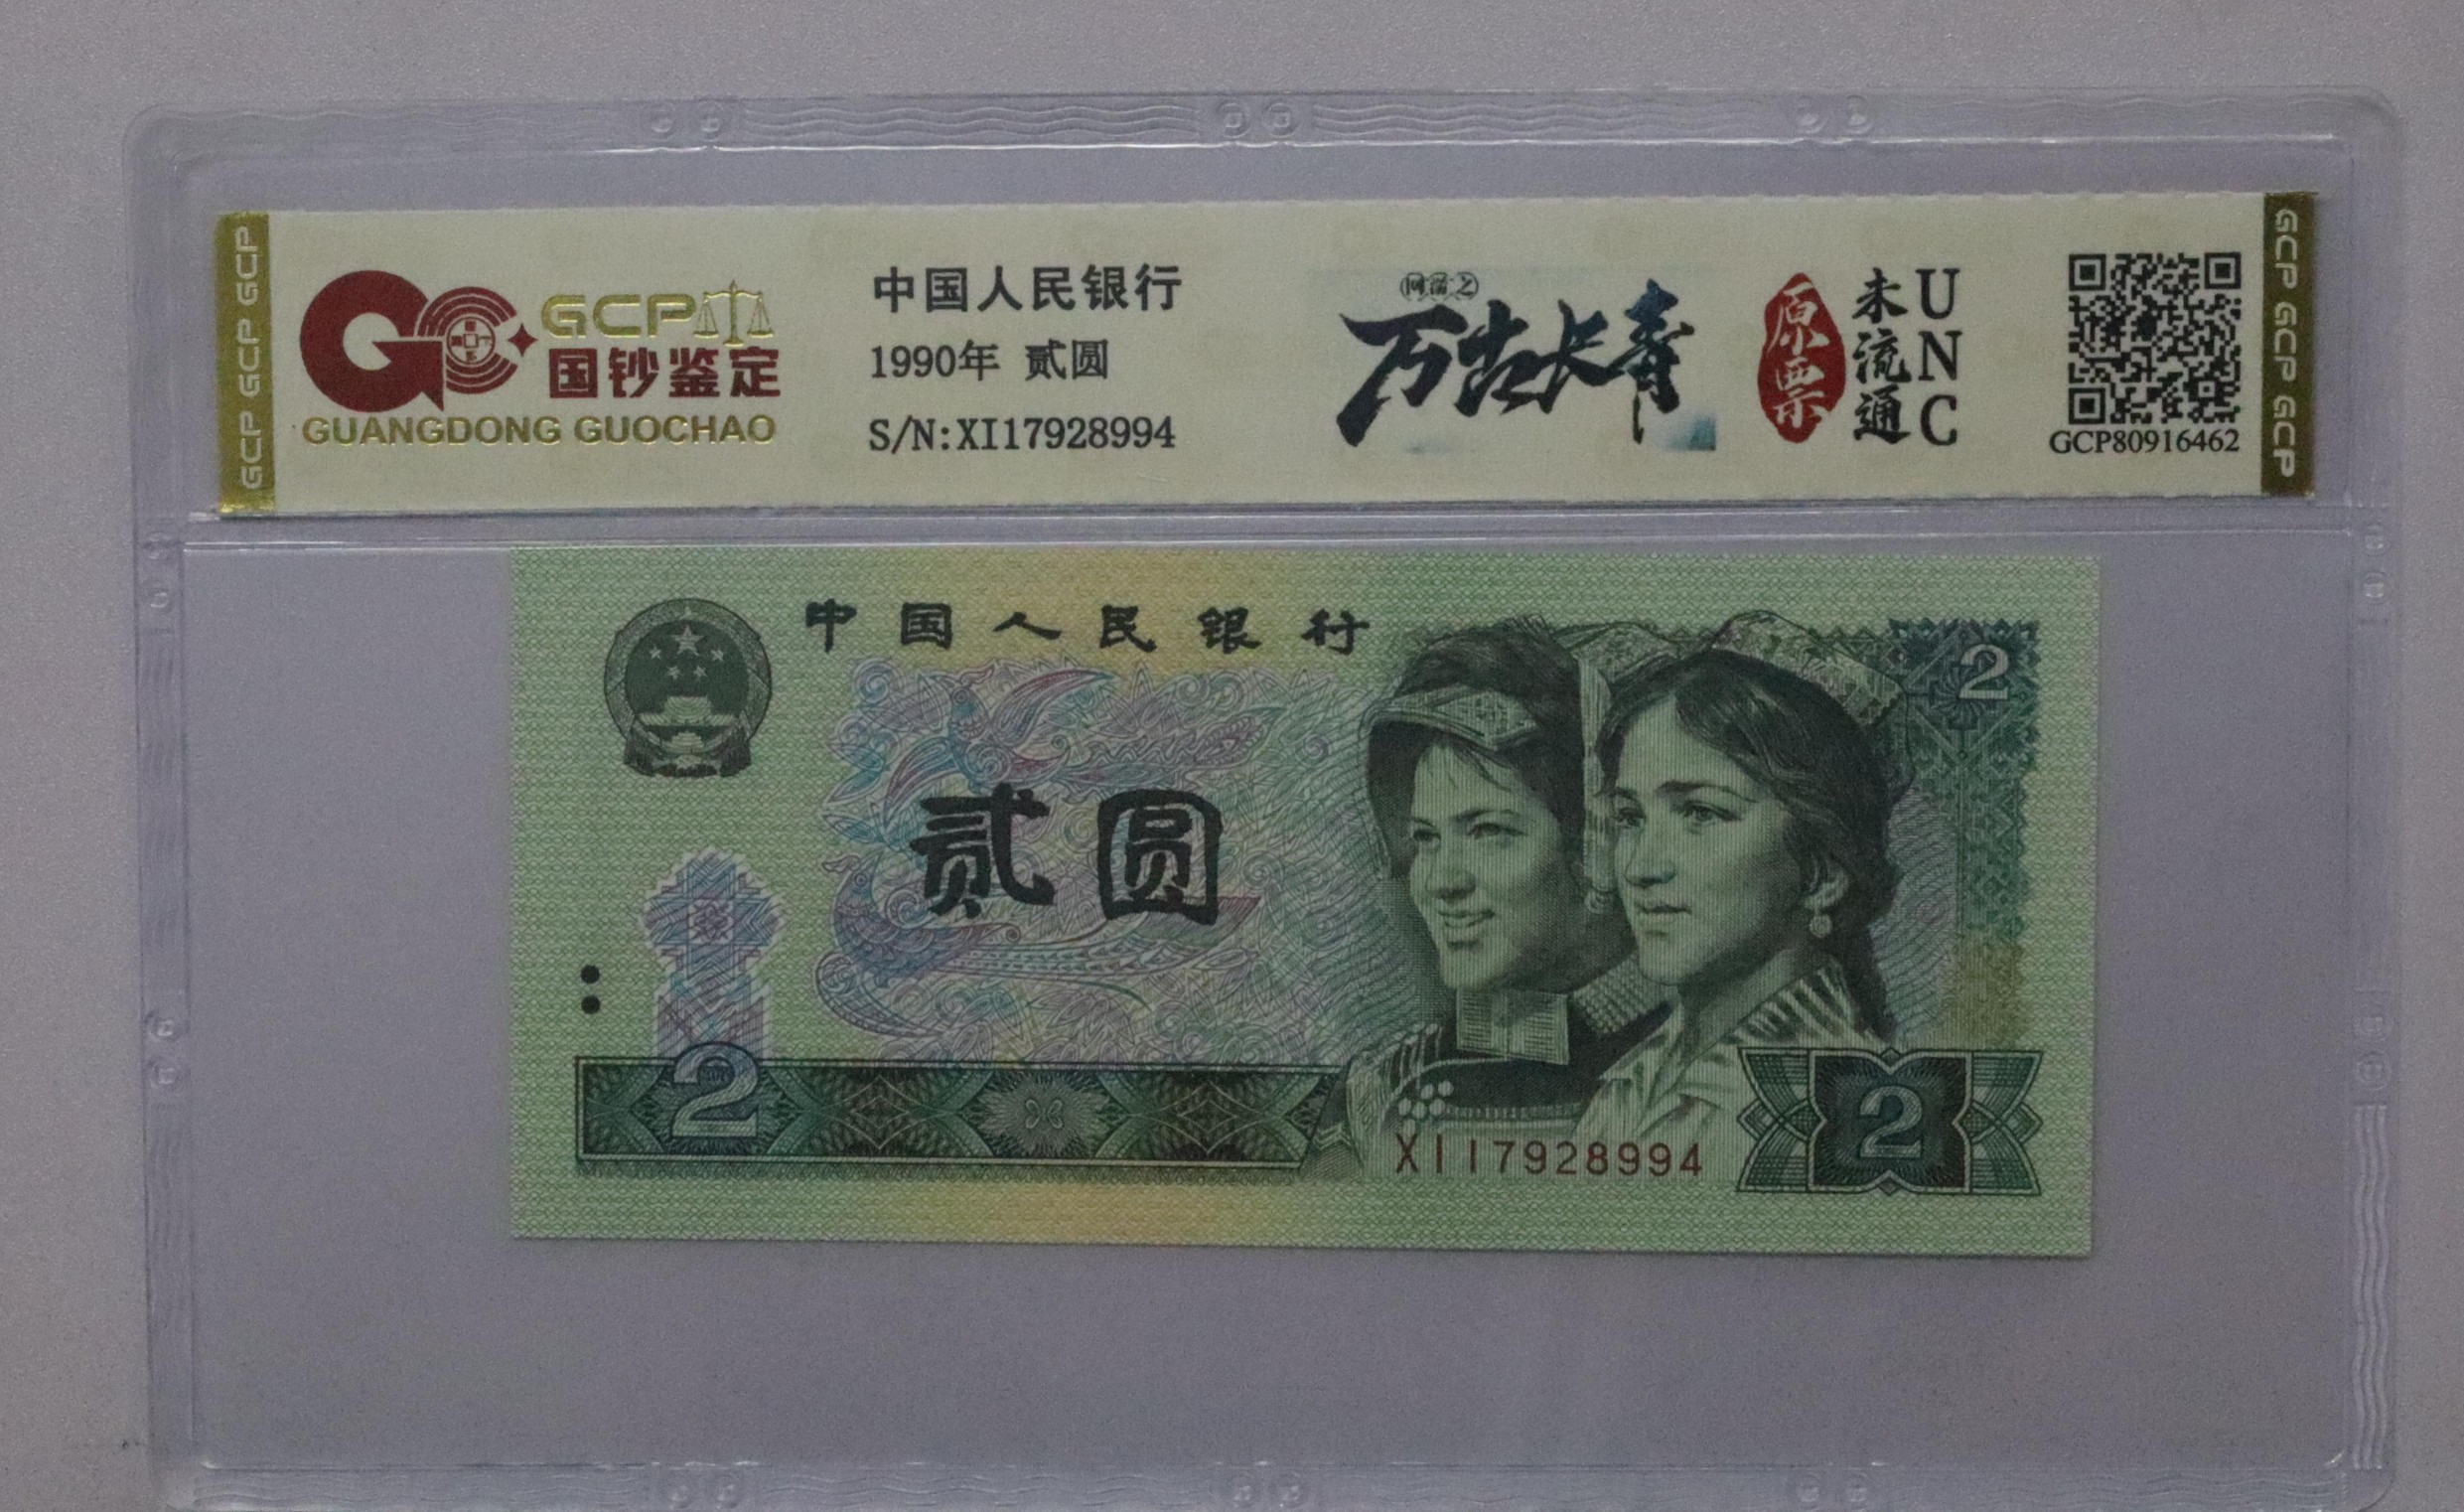 GCP GCP GCP
GCP
国钞鉴定
GUANGDONG GUOCHAO
中国人民银行
1990年 贰圆
S/N:XI17928994
万古长青
原票
未流通
UNC
GCP80916462
GCP GCP GCP
中国人民银行
2
贰圆
2
XI17928994
2